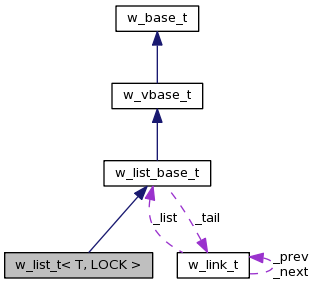 w_base_t
w_vbase_t
w_list_base_t
_list
_tail
w_list_t< T, LOCK >
w_link_t
_prev
_next